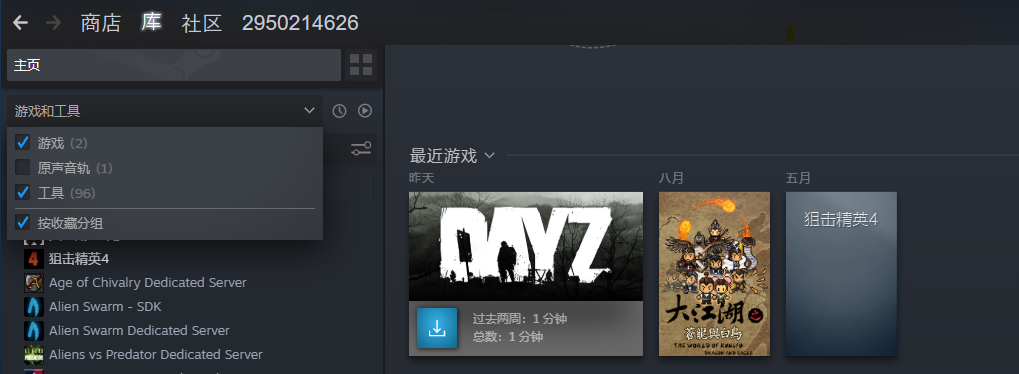 商店 库 社区 2950214626
主页
游戏和工具
游戏 (2)
原声音轨 (1)
工具 (96)
按收藏分组
狙击精英4
Age of Chivalry Dedicated Server
Alien Swarm - SDK
Alien Swarm Dedicated Server
Aliens vs Predator Dedicated Server
最近游戏
昨天
DAYZ
过去两周：1 分钟
总数：1 分钟
八月
大江湖
蒼龍與白鳥
THE WORLD OF KUNGFU
DRAGON AND EAGLE
五月
狙击精英4